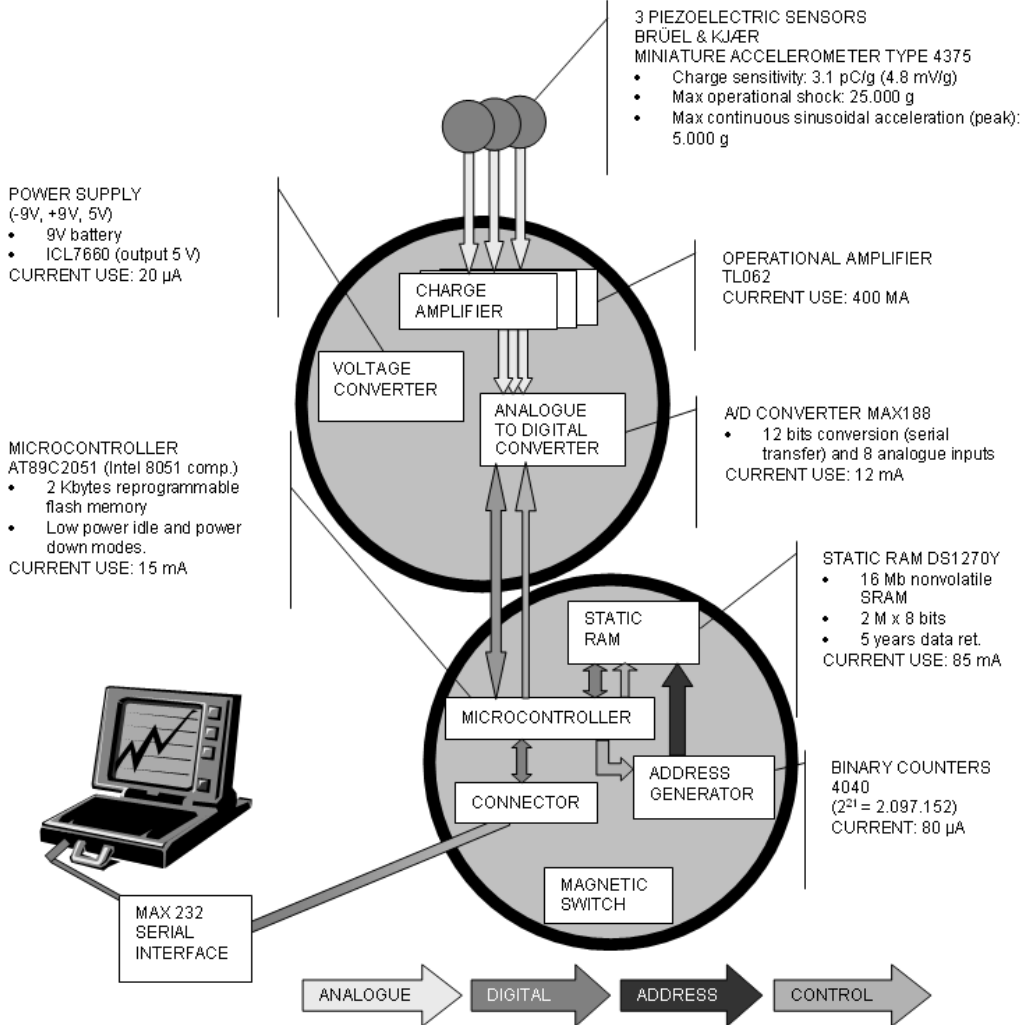 3 PIEZOELECTRIC SENSORS
BRÜEL & KJÆR
MINIATURE ACCELEROMETER TYPE 4375
• Charge sensitivity: 3.1 pC/g (4.8 mV/g)
• Max operational shock: 25.000 g
• Max continuous sinusoidal acceleration (peak):
5.000 g
POWER SUPPLY
(-9V, +9V, 5V)
• 9V battery
• ICL7660 (output 5 V)
CURRENT USE: 20 µA
CHARGE
AMPLIFIER
OPERATIONAL AMPLIFIER
TL062
CURRENT USE: 400 MA
VOLTAGE
CONVERTER
ANALOGUE
TO DIGITAL
CONVERTER
A/D CONVERTER MAX188
• 12 bits conversion (serial
transfer) and 8 analogue inputs
CURRENT USE: 12 mA
MICROCONTROLLER
AT89C2051 (Intel 8051 comp.)
• 2 Kbytes reprogrammable
flash memory
• Low power idle and power
down modes.
CURRENT USE: 15 mA
STATIC RAM DS1270Y
• 16 Mb nonvolatile
SRAM
• 2 M x 8 bits
• 5 years data ret.
CURRENT USE: 85 mA
STATIC
RAM
MICROCONTROLLER
CONNECTOR
ADDRESS
GENERATOR
BINARY COUNTERS
4040
(2²¹ = 2.097.152)
CURRENT: 80 µA
MAGNETIC
SWITCH
MAX 232
SERIAL
INTERFACE
ANALOGUE
DIGITAL
ADDRESS
CONTROL